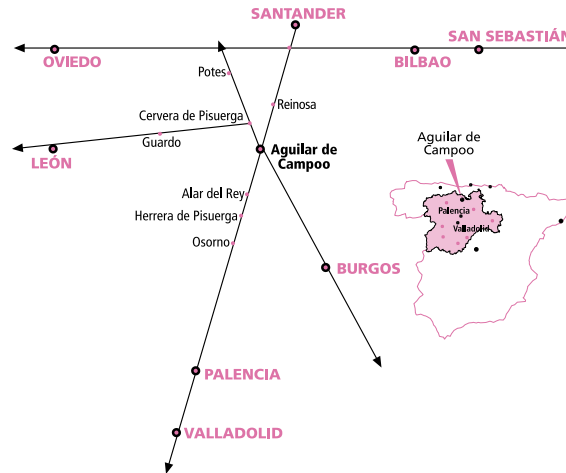 SANTANDER
SAN SEBASTIÁN
OVIEDO
BILBAO
Potes
Reinosa
Cervera de Pisuerga
Guardo
LEÓN
Aguilar de
Campoo
Aguilar de
Campoo
Alar del Rey
Herrera de Pisuerga
Osorno
Palencia
Valladolid
BURGOS
PALENCIA
VALLADOLID